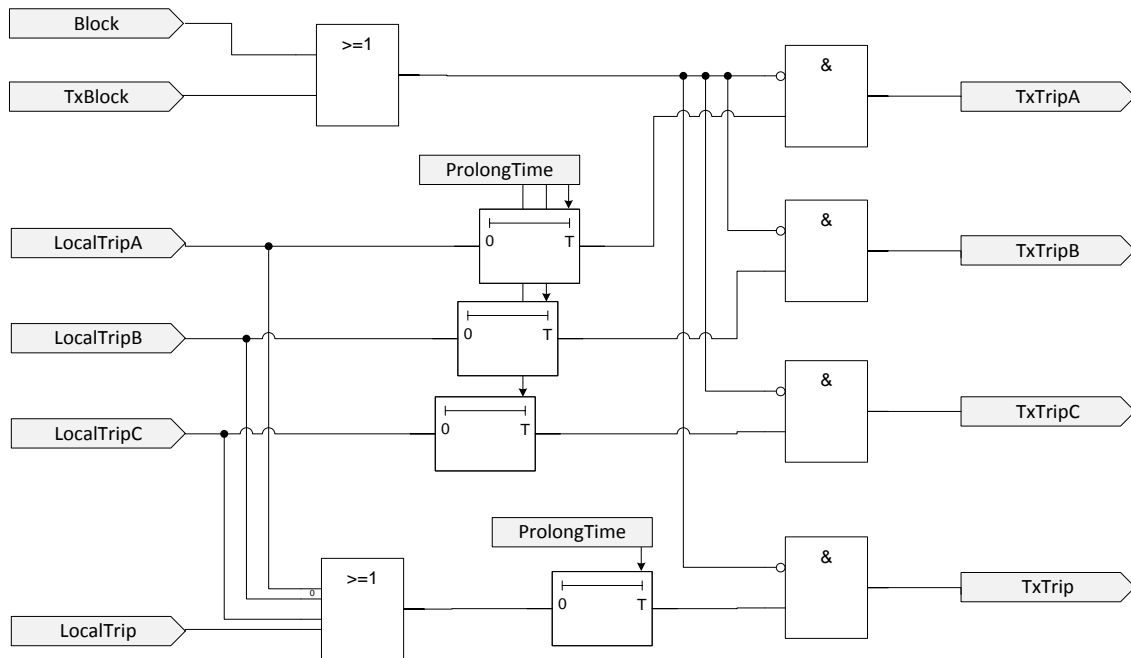 Block
>=1
&
TxTripA
TxBlock
ProlongTime
&
LocalTripA
0
T
TxTripB
LocalTripB
0
T
&
TxTripC
LocalTripC
0
T
ProlongTime
&
>=1
0
0
T
TxTrip
LocalTrip